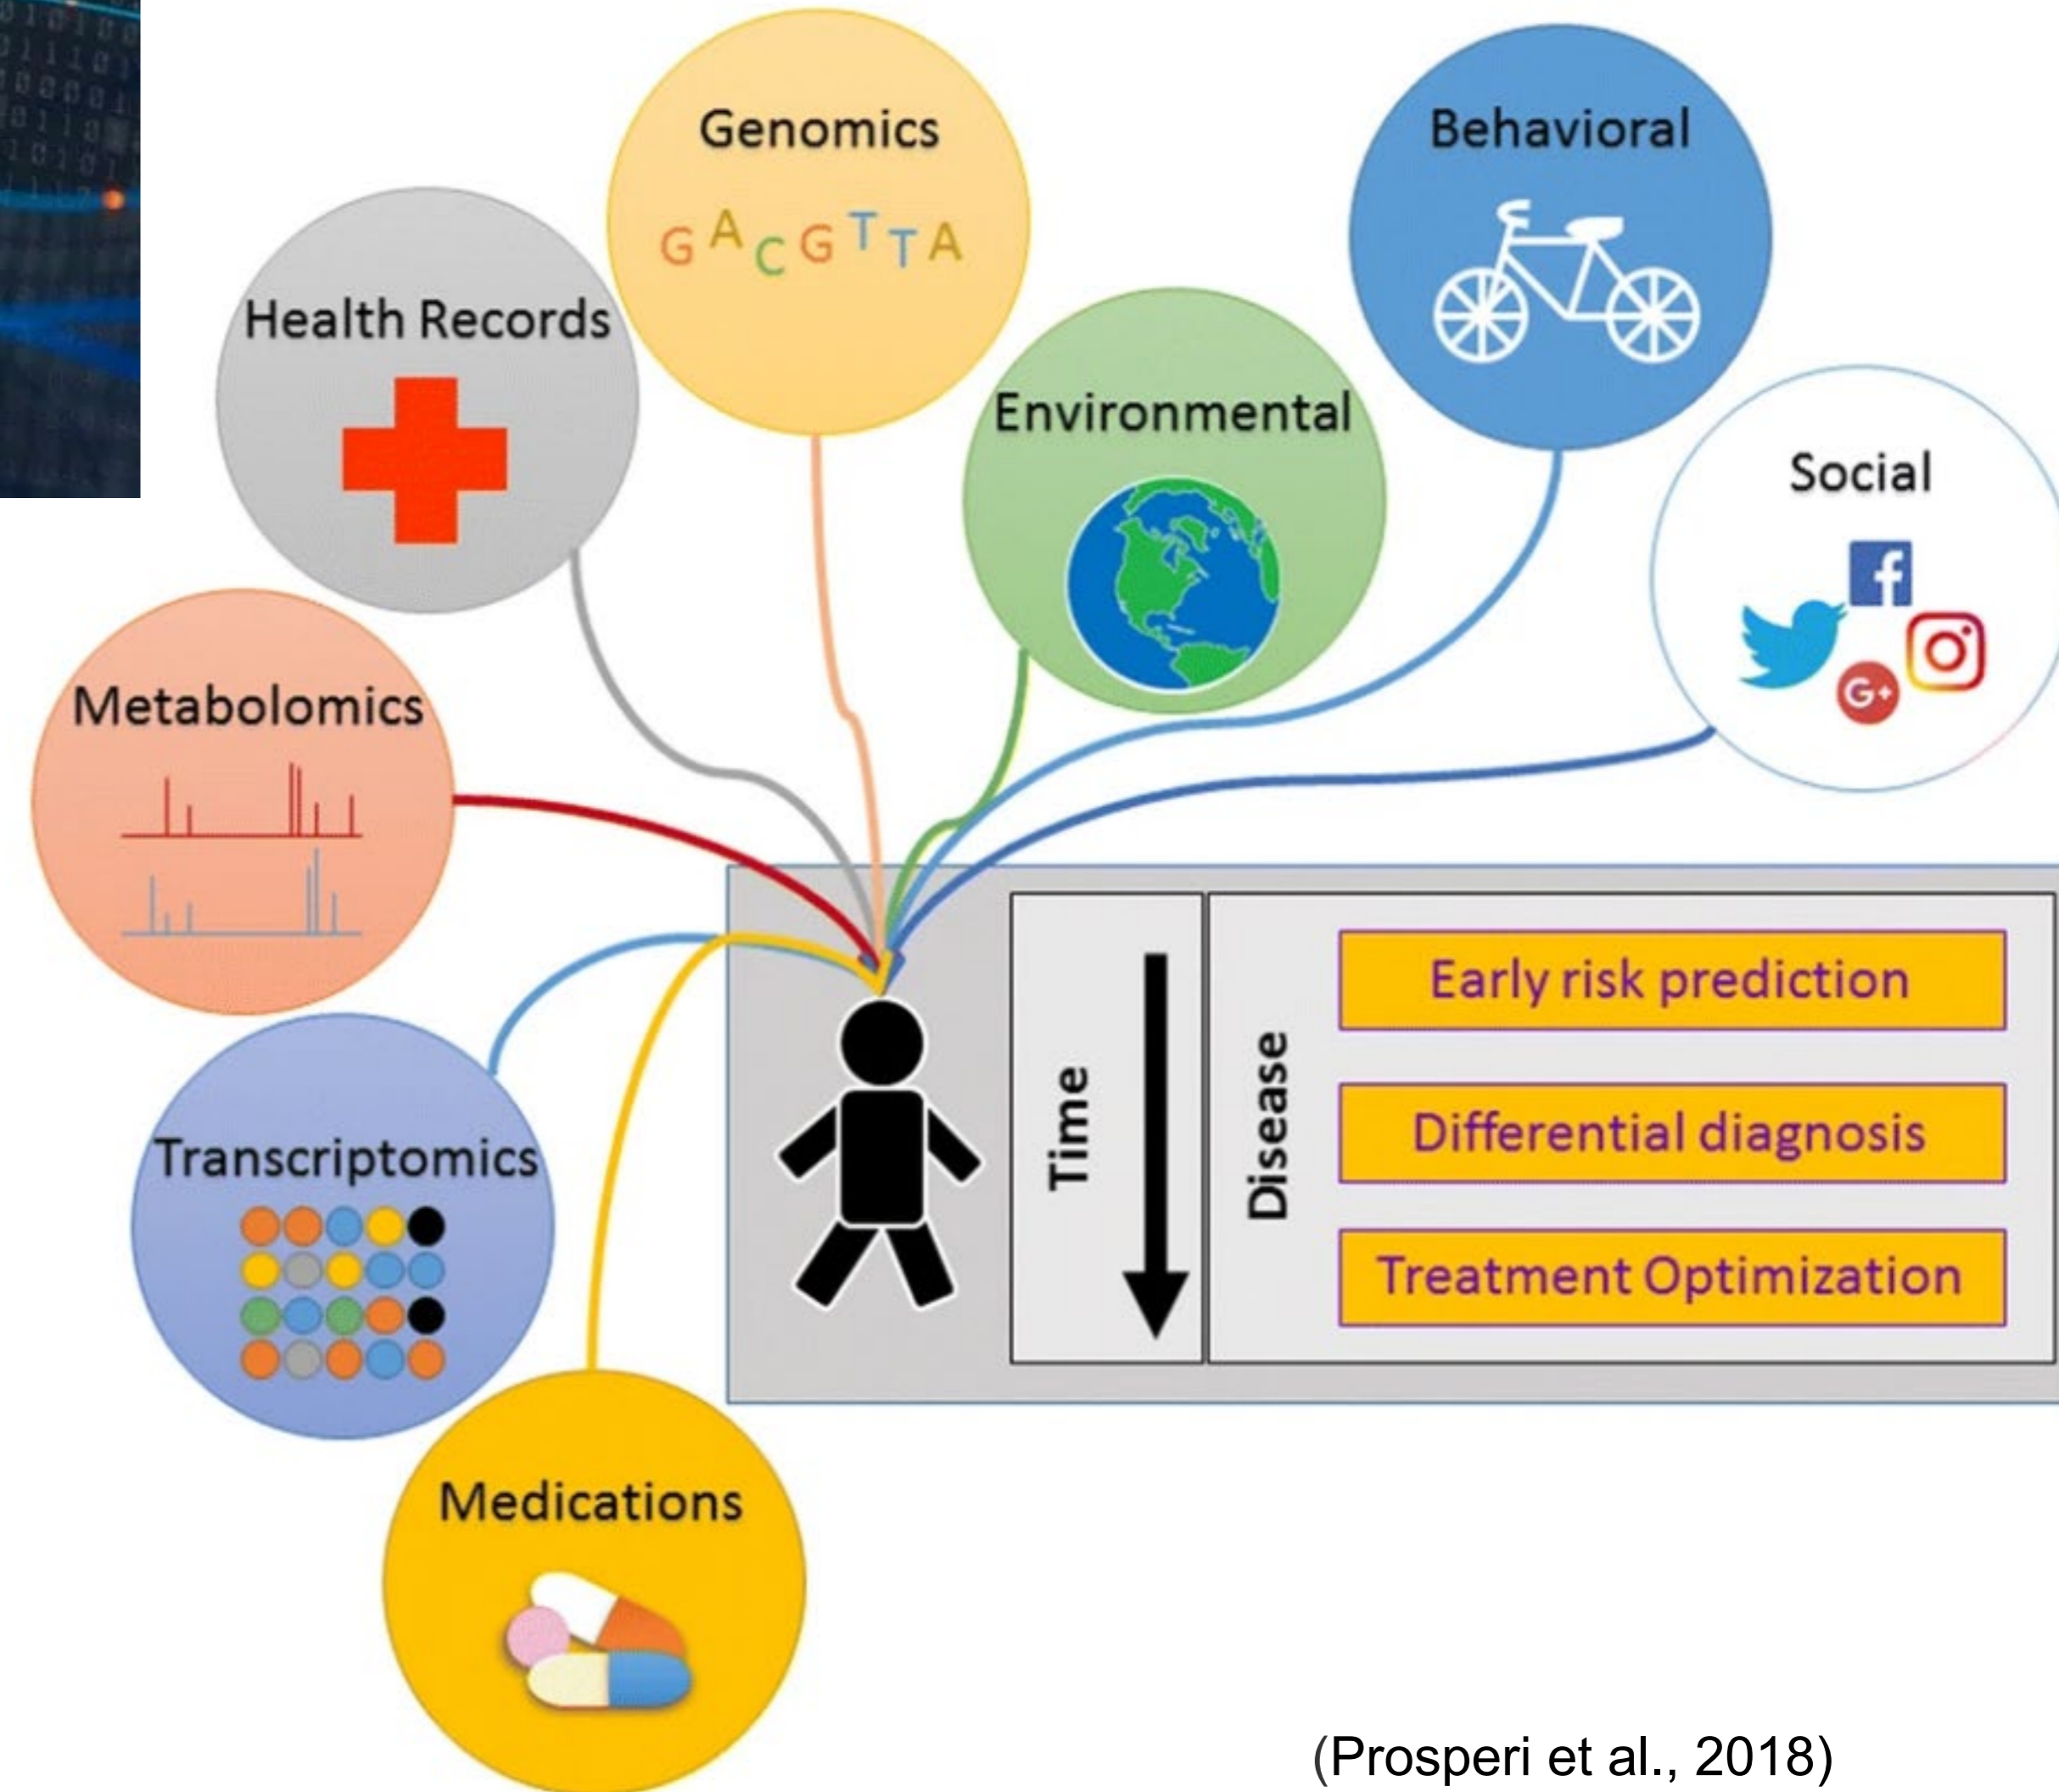 Genomics
G A C G T T A
Behavioral
Health Records
Environmental
Social
f
G+
Metabolomics
Transcriptomics
Medications
Time
Disease
Early risk prediction
Differential diagnosis
Treatment Optimization
(Prosperi et al., 2018)